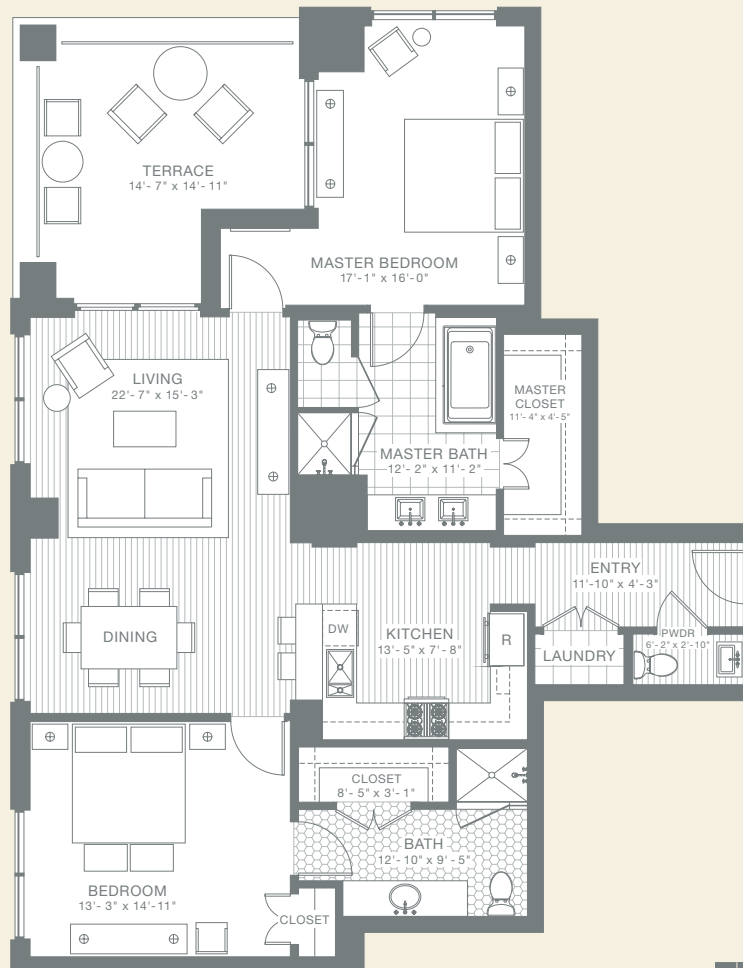 TERRACE
14'- 7" x 14'- 11"
MASTER BEDROOM
17'-1" x 16'-0"
LIVING
22'- 7" x 15'- 3"
MASTER
CLOSET
11'- 4" x 4'- 5"
MASTER BATH
12'- 2" x 11'- 2"
ENTRY
11'-10" x 4'- 3"
DINING
DW
KITCHEN
13'- 5" x 7'- 8"
R
LAUNDRY
PWDR
6'- 2" x 2'- 10"
CLOSET
8'- 5" x 3'- 1"
BATH
12'- 10" x 9'- 5"
BEDROOM
13'- 3" x 14'-11"
CLOSET